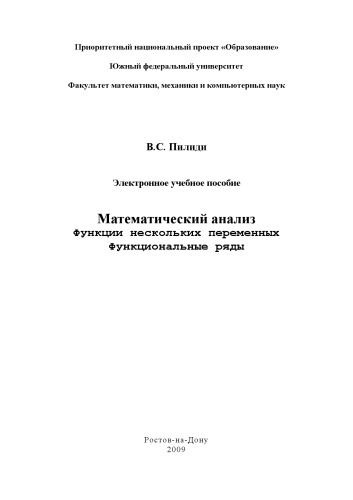 Приоритетный национальный проект «Образование»
Южный федеральный университет
Факультет математики, механики и компьютерных наук
В.С. Пилиди
Электронное учебное пособие
Математический анализ
Функции нескольких переменных
Функциональные ряды
Ростов-на-Дону
2009